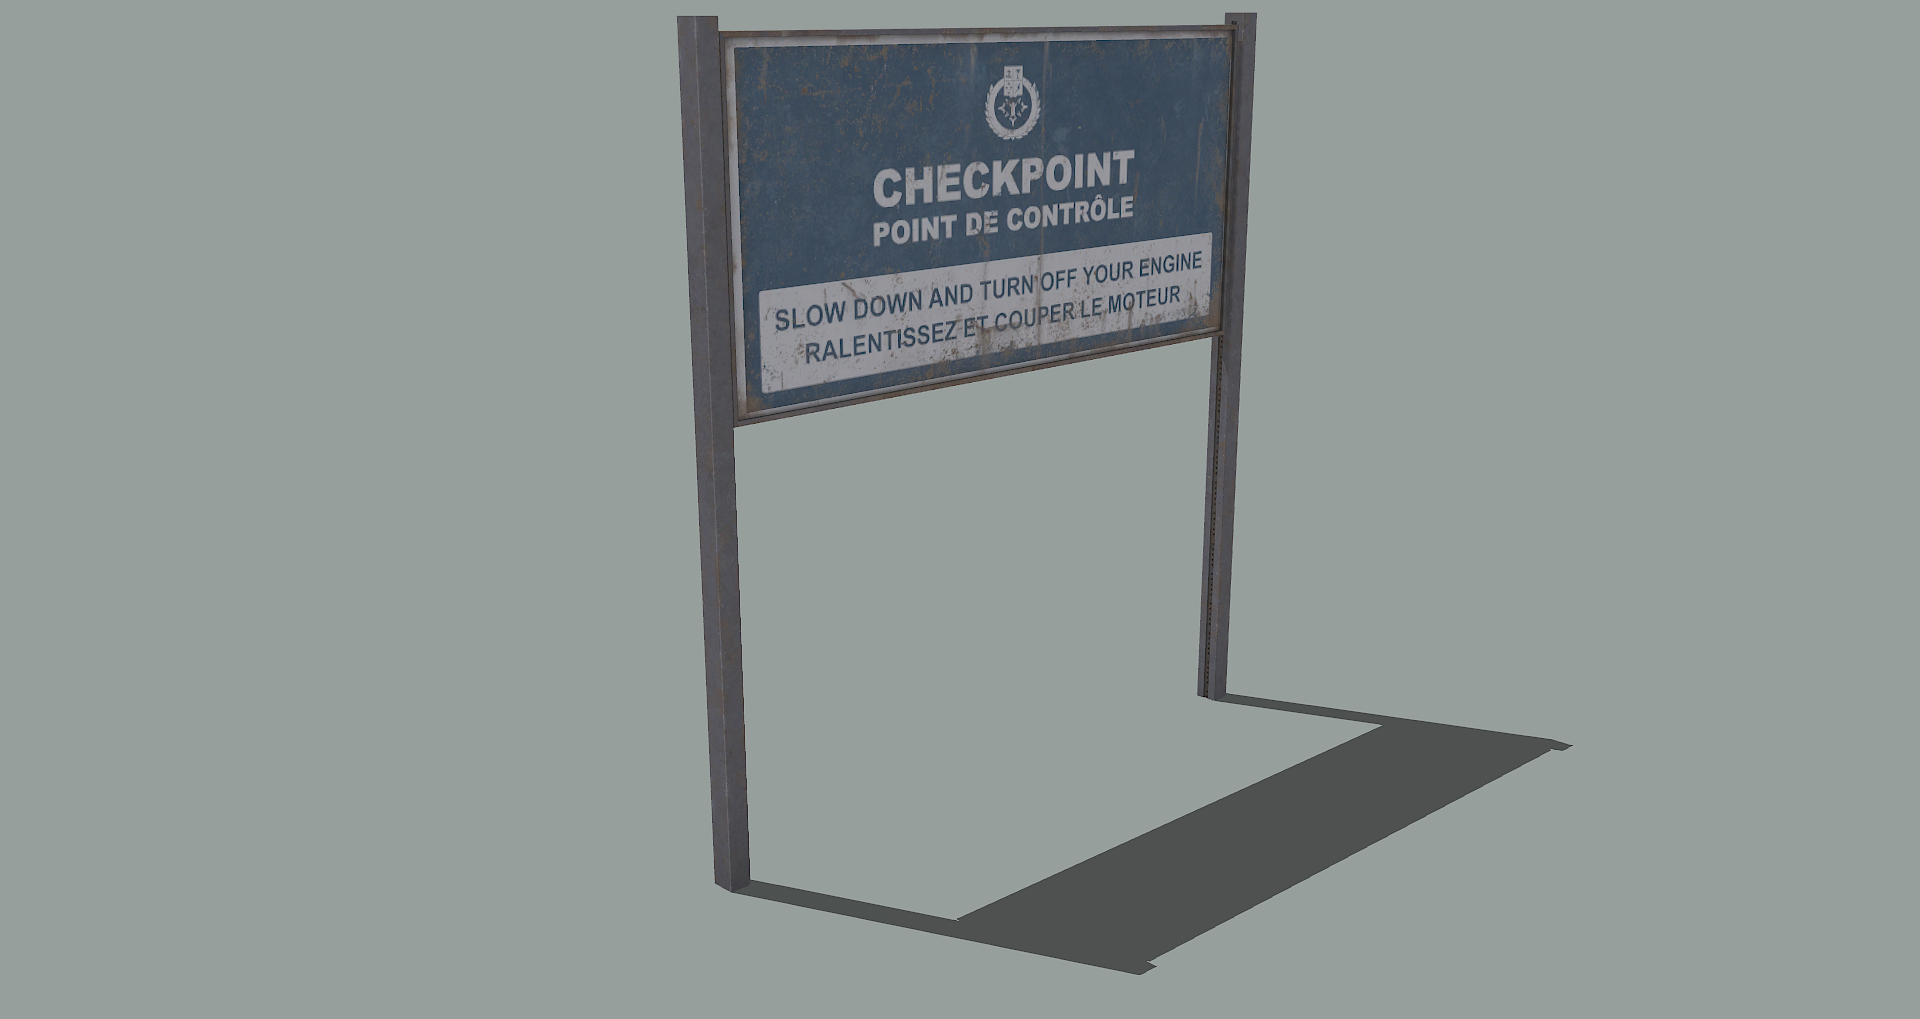 CHECKPOINT
POINT DE CONTRÔLE
SLOW DOWN AND TURN OFF YOUR ENGINE
RALENTISSEZ ET COUPER LE MOTEUR